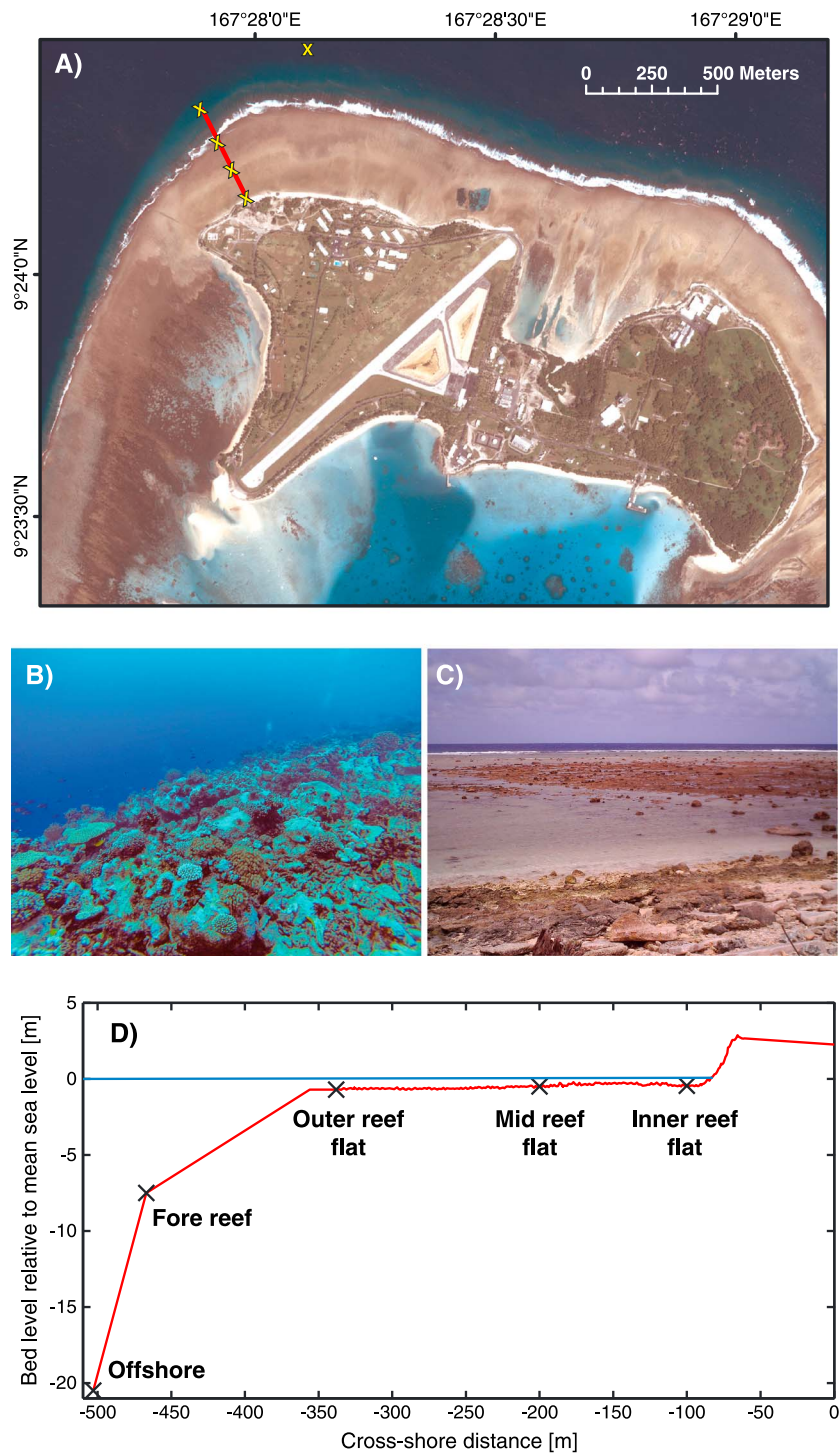 167°28'0"E 167°28'30"E 167°29'0"E
A)
x
0 250 500 Meters
x
x
x
x
9°24'0"N
9°23'30"N
B)
C)
D)
Bed level relative to mean sea level [m]
5
0
-5
-10
-15
-20
Outer reef
flat
Mid reef
flat
Inner reef
flat
Fore reef
Offshore
-500 -450 -400 -350 -300 -250 -200 -150 -100 -50 0
Cross-shore distance [m]